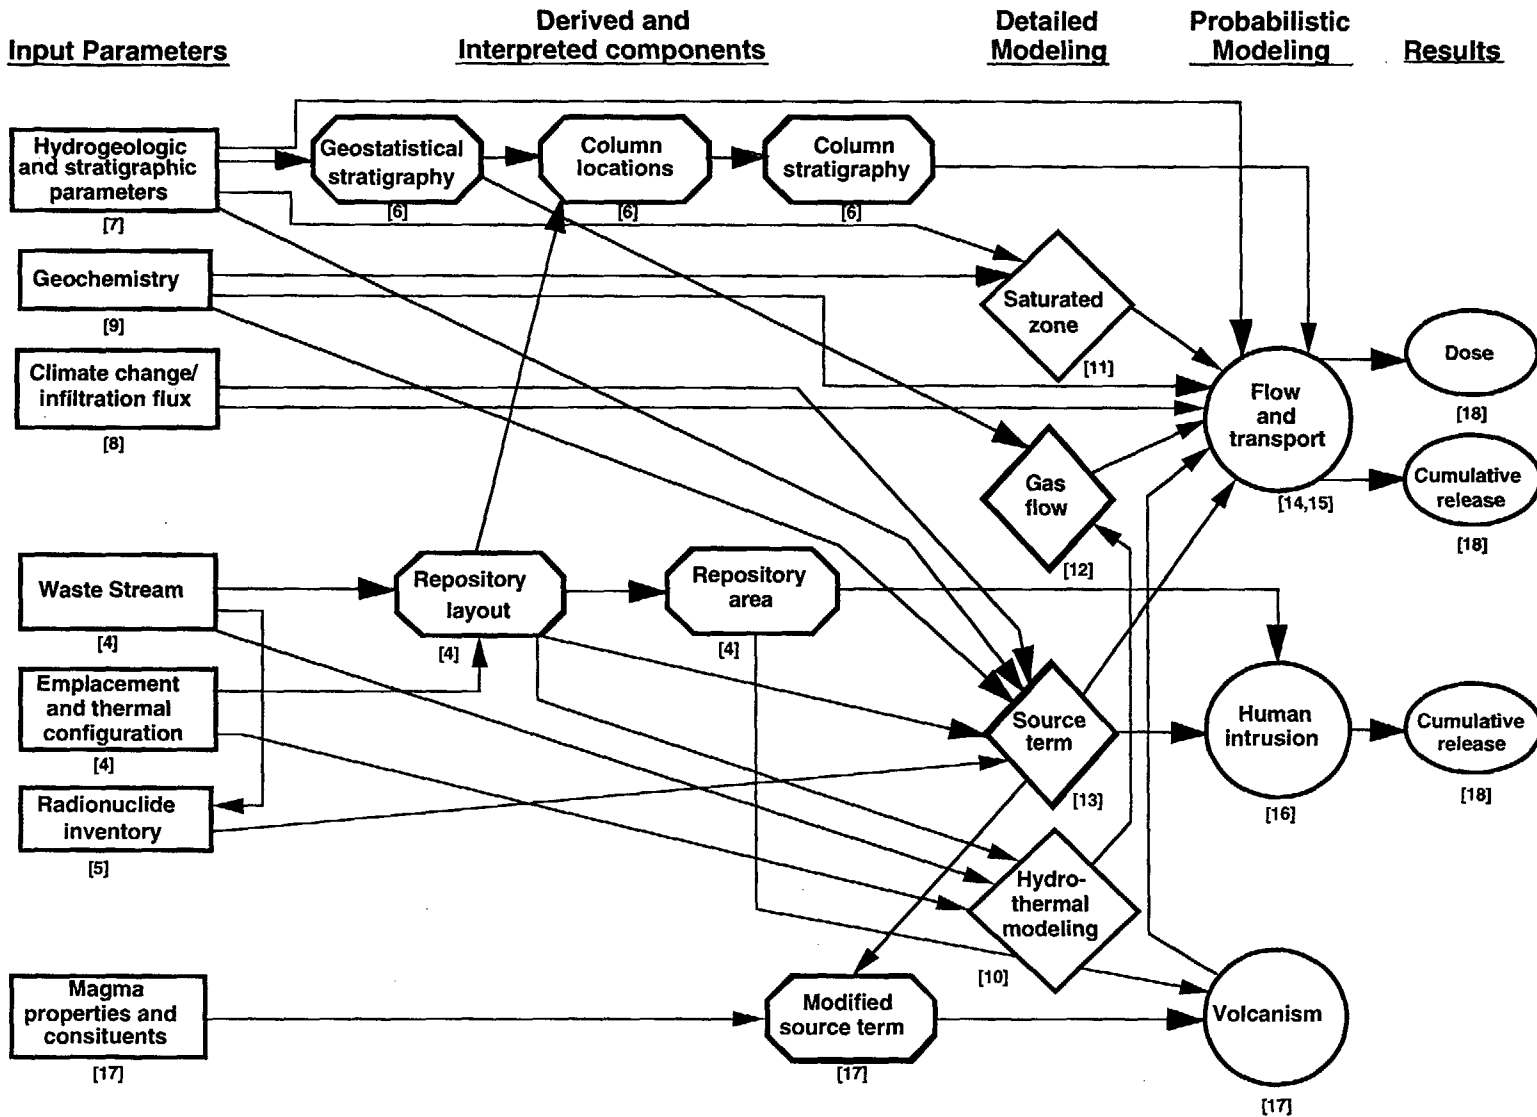 Input Parameters
Derived and
Interpreted components
Detailed
Modeling
Probabilistic
Modeling
Results
Hydrogeologic
and stratigraphic
parameters
[7]
Geostatistical
stratigraphy
[6]
Column
locations
[6]
Column
stratigraphy
[6]
Geochemistry
[9]
Saturated
zone
[11]
Climate change/
infiltration flux
[8]
Flow
and
transport
[14,15]
Dose
[18]
Gas
flow
[12]
Cumulative
release
[18]
Waste Stream
[4]
Repository
layout
[4]
Repository
area
[4]
Emplacement
and thermal
configuration
[4]
Source
term
[13]
Human
intrusion
[16]
Cumulative
release
[18]
Radionuclide
inventory
[5]
Hydro-
thermal
modeling
[10]
Magma
properties and
consituents
[17]
Modified
source term
[17]
Volcanism
[17]